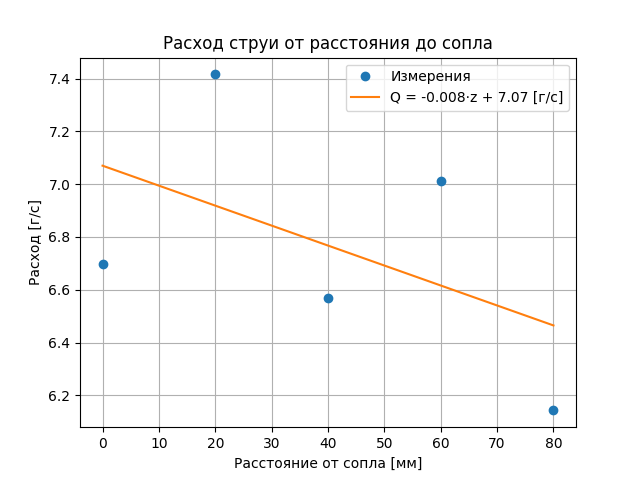 Расход струи от расстояния до сопла
Измерения
Q = -0.008·z + 7.07 [г/с]
Расход [г/с]
7.4
7.2
7.0
6.8
6.6
6.4
6.2
0 10 20 30 40 50 60 70 80
Расстояние от сопла [мм]